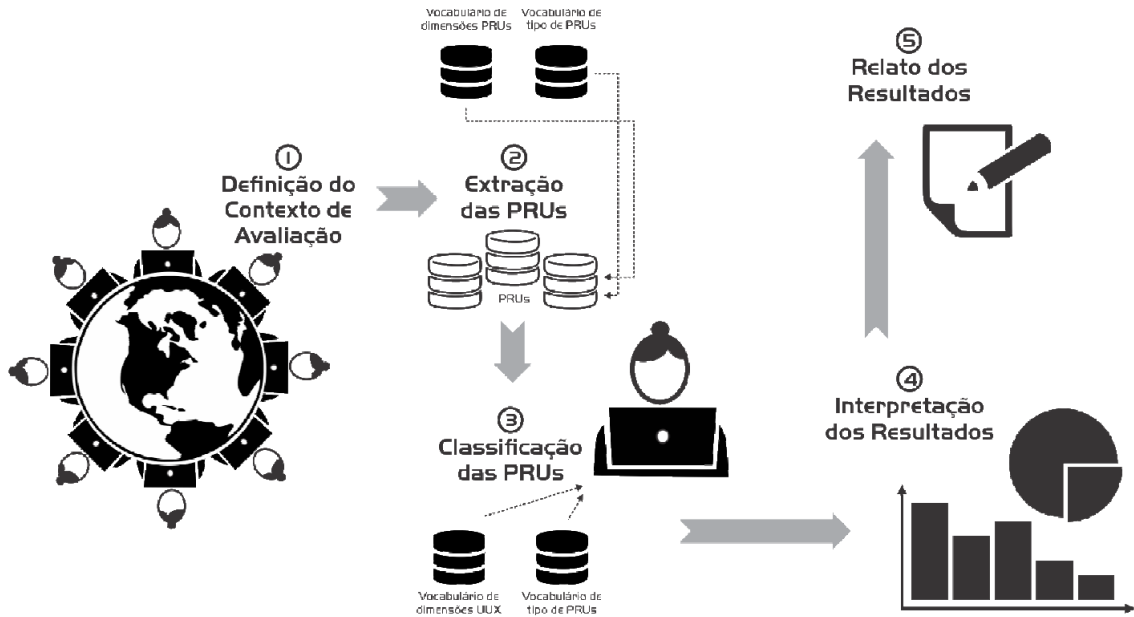 Vocabulário de
dimensões PRUs
Vocabulário de
tipo de PRUs
1
Definição do
Contexto de
Avaliação
2
Extração
das PRUs
PRUs
3
Classificação
das PRUs
Vocabulário de
dimensões UUX
Vocabulário de
tipo de PRUs
4
Interpretação
dos Resultados
5
Relato dos
Resultados